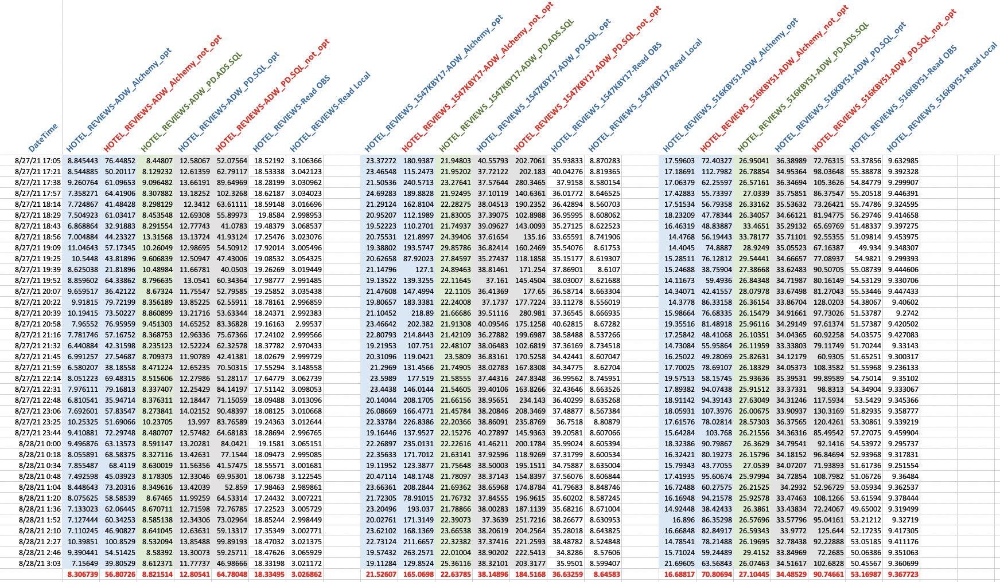 DateTime HOTEL_REVIEWS-ADW_Alchemy_opt HOTEL_REVIEWS-ADW_Alchemy_not_opt HOTEL_REVIEWS-ADW_PD.ADS.SQL HOTEL_REVIEWS-ADW_PD.SQL_opt HOTEL_REVIEWS-ADW_PD.SQL_not_opt HOTEL_REVIEWS-Read OBS HOTEL_REVIEWS-Read Local HOTEL_REVIEWS_1547KBY17-ADW_Alchemy_opt HOTEL_REVIEWS_1547KBY17-ADW_Alchemy_not_opt HOTEL_REVIEWS_1547KBY17-ADW_PD.ADS.SQL HOTEL_REVIEWS_1547KBY17-ADW_PD.SQL_opt HOTEL_REVIEWS_1547KBY17-ADW_PD.SQL_not_opt HOTEL_REVIEWS_1547KBY17-Read OBS HOTEL_REVIEWS_1547KBY17-Read Local HOTEL_REVIEWS_516KBY51-ADW_Alchemy_opt HOTEL_REVIEWS_516KBY51-ADW_Alchemy_not_opt HOTEL_REVIEWS_516KBY51-ADW_PD.ADS.SQL HOTEL_REVIEWS_516KBY51-ADW_PD.SQL_opt HOTEL_REVIEWS_516KBY51-ADW_PD.SQL_not_opt HOTEL_REVIEWS_516KBY51-Read OBS HOTEL_REVIEWS_516KBY51-Read Local
8/27/21 17:05 8.845443 76.44852 8.44807 12.58067 52.07564 18.52192 3.106366 23.37272 180.9387 21.94803 40.55793 202.7061 35.93833 8.870283 17.59603 72.40327 26.95041 36.38989 72.76315 53.37856 9.632985
8/27/21 17:21 8.544885 50.20117 8.129232 12.61359 62.79117 18.53338 3.042123 23.46548 115.2473 21.95202 37.72122 202.183 40.04276 8.819365 17.18691 112.7982 26.78854 34.95364 98.03648 55.38878 9.392328
8/27/21 17:38 9.260764 61.09653 9.096482 13.66191 89.64969 18.28199 3.030962 21.50536 240.5713 23.27641 37.57644 280.3465 37.9158 8.580154 17.06379 62.25597 26.57161 36.34694 105.3626 54.84779 9.299907
8/27/21 17:57 7.358271 64.41906 8.307882 13.18252 102.3268 18.62187 3.034023 24.69283 189.8828 21.92495 37.10119 140.6361 36.01772 8.646525 17.42883 55.73397 27.0339 35.75851 86.37547 55.20518 9.446391
8/27/21 18:14 7.724867 41.48428 8.298129 12.3412 63.61111 18.59148 3.016696 21.29124 162.8104 22.28275 38.04513 190.2352 36.42894 8.560703 17.51534 56.79358 26.33162 35.53632 73.26421 55.74786 9.324595
8/27/21 18:29 7.504923 61.03417 8.453548 12.69308 55.89973 19.8584 2.998953 20.95207 112.1989 21.83005 37.39075 102.8988 36.95995 8.608062 18.23209 47.78344 26.34057 34.66121 81.94775 56.29746 9.414658
8/27/21 18:43 6.868864 32.91883 8.291554 12.77743 41.0783 19.48379 3.068537 19.52223 110.2701 21.74937 39.09627 143.0093 35.27125 8.622523 16.46319 48.83887 33.4651 35.29132 65.69769 51.48337 9.397275
8/27/21 18:56 7.004884 44.23327 13.31568 13.13724 41.93124 17.25476 3.023076 20.75531 121.8997 24.39406 37.61654 135.16 33.65591 8.741906 14.4768 56.19443 33.78177 35.71101 92.55355 51.09814 9.453975
8/27/21 19:09 11.04643 57.17345 10.26049 12.98695 54.50912 17.92014 3.005496 19.38802 193.5747 29.85786 36.82414 160.2469 35.54076 8.61753 14.4045 74.8887 28.9249 35.05523 67.16387 49.934 9.348307
8/27/21 19:25 10.5448 43.81896 9.606839 12.50947 47.43006 19.08532 3.054325 20.62658 87.92023 27.84597 35.27437 118.1858 35.15177 8.619307 15.28511 76.12812 29.54441 34.66657 77.08937 54.9821 9.299393
8/27/21 19:39 8.625038 21.81896 10.48984 11.66781 40.0503 19.26269 3.019449 21.14796 127.1 24.89463 38.81461 171.254 37.86901 8.6107 15.24688 38.75904 27.38668 33.62483 90.50705 55.08739 9.444606
8/27/21 19:52 8.859602 64.33862 8.796635 13.0541 60.34364 17.98777 2.991485 19.13522 139.3255 22.11645 37.161 145.4504 38.03007 8.621688 14.11673 59.4936 26.84348 34.71987 80.16149 54.53129 9.330706
8/27/21 20:07 9.659517 36.42122 8.67324 11.75547 52.79585 19.25852 3.035438 21.47608 147.4994 22.1105 36.41369 177.65 36.58714 8.663304 14.34071 42.41557 28.07978 33.67498 81.27043 55.53446 9.447433
8/27/21 20:22 9.91815 79.72199 8.356189 13.85225 62.55911 18.78161 2.996859 19.80657 183.3381 22.24008 37.1737 177.7224 33.11278 8.556019 14.3778 86.33158 26.36154 33.86704 128.0203 54.38067 9.40602
8/27/21 20:39 10.19415 73.50227 8.860899 13.21716 53.63344 18.24371 2.992383 21.10452 218.89 21.66686 39.51116 280.981 37.36545 8.666935 15.98664 76.68335 26.15479 34.91661 97.73026 51.53787 9.2742
8/27/21 20:58 7.96552 76.95959 9.451303 14.65252 83.36828 19.16163 2.99537 23.46642 202.382 21.91308 40.09546 175.1258 40.62815 8.67282 19.35516 81.48918 25.96116 34.29149 97.61374 51.57387 9.420502
8/27/21 21:16 7.781746 57.16752 8.368753 12.96336 75.67366 17.24102 2.999566 22.80793 214.8443 21.42109 36.27882 199.6987 38.58488 8.537266 17.25842 48.41068 26.10351 34.04365 60.92258 54.03575 9.427083
8/27/21 21:32 6.440884 42.31598 8.235123 12.52224 62.32578 18.37782 2.970433 19.21953 107.751 22.48107 38.06483 102.6819 37.36169 8.734518 14.73084 55.95864 26.11959 33.33803 79.11749 51.70244 9.33143
8/27/21 21:45 6.991257 27.54687 8.709373 11.90789 42.41381 18.02679 2.999729 20.31096 119.0421 23.5809 36.83161 170.5258 34.42441 8.607047 16.25022 49.28069 25.82631 34.12179 60.9305 51.65251 9.300317
8/27/21 21:59 6.580207 38.18558 8.471224 12.65235 70.50315 17.55294 3.148558 21.2969 131.4566 21.74905 38.02783 167.8308 34.34775 8.62704 17.70025 78.69107 26.18329 34.05373 108.3582 51.55968 9.236133
8/27/21 22:14 8.051223 69.48315 8.515606 12.27986 51.28117 17.64779 3.062739 23.5989 177.519 21.58555 37.44316 247.8348 36.99562 8.745951 19.57513 58.15745 25.93636 35.39531 99.89589 54.75014 9.35102
8/27/21 22:31 7.976111 79.16813 8.337407 12.25429 84.14197 17.51142 3.098053 23.4438 146.0144 21.54605 39.40106 163.8266 32.43646 8.663526 17.89382 94.07438 25.91512 33.37331 98.8313 54.34904 9.333067
8/27/21 22:48 6.810541 35.94714 8.376311 12.18447 71.15059 18.09488 3.013096 20.14044 208.1705 21.66156 38.95651 234.143 36.40299 8.635268 18.91142 94.39143 27.63049 34.31246 117.5934 53.5429 9.345366
8/27/21 23:06 7.692601 57.83547 8.273841 14.02152 90.48397 18.08125 3.010668 26.08669 166.4771 21.45784 38.20846 208.3469 37.48877 8.567384 18.05931 107.3976 26.00675 33.90937 130.3169 51.82935 9.358777
8/27/21 23:25 10.25325 51.69066 10.23705 13.997 83.76589 19.24363 3.012644 22.33784 226.8386 22.20366 38.86091 235.8769 36.7518 8.80879 17.61576 78.02814 28.57303 36.37565 120.4261 53.30861 9.339219
8/27/21 23:44 9.410881 72.29748 8.480707 12.57482 64.68183 18.28694 2.996765 19.16446 137.9527 22.15276 40.27897 145.9363 39.20581 8.607066 15.64284 103.768 26.21556 34.36316 85.49542 57.27075 9.459904
8/28/21 0:00 9.496876 63.13573 8.591147 13.20281 84.0421 19.1581 3.065151 22.26897 235.0131 22.22616 41.46211 200.1784 35.99024 8.605394 18.32386 90.79867 26.3629 34.79541 92.1416 54.53972 9.295737
8/28/21 0:18 8.055891 68.58375 8.327116 13.42631 77.1544 18.09473 2.995085 22.35633 171.7012 21.63141 37.92596 118.9269 37.31799 8.600534 16.32421 80.19273 26.15796 34.18152 96.84694 52.93968 9.317831
8/28/21 0:34 7.855487 68.4119 8.630019 11.56356 41.57475 18.55571 3.001681 19.11952 123.3877 21.75648 38.50003 195.1511 34.75887 8.635004 15.79343 43.77055 27.0539 34.07207 71.93893 51.61736 9.251554
8/28/21 0:48 7.492598 45.03923 8.178305 12.33046 69.95301 18.06738 3.122545 20.47114 148.1748 21.78097 38.37143 154.8397 37.56076 8.606844 17.41935 95.60674 25.97994 34.72854 108.7982 51.06726 9.36484
8/28/21 1:04 8.448643 73.20316 8.349616 13.42039 52.859 17.98463 2.989861 23.66361 208.2844 21.69362 38.65968 174.8784 41.79683 8.848746 16.72488 60.27575 26.21525 34.2932 52.96729 53.05934 9.362537
8/28/21 1:20 8.075625 58.58539 8.67465 11.99259 64.53314 17.24432 3.007221 21.72305 78.91015 21.76732 37.84555 196.9615 35.60202 8.587245 16.16948 94.21578 25.92578 33.47463 108.1266 53.61594 9.378444
8/28/21 1:36 7.133023 62.06445 8.670711 12.71598 72.76785 17.22523 3.005729 23.20496 193.037 21.78866 38.00283 187.1139 35.68216 8.671004 14.92448 38.42433 26.3861 33.43834 72.24067 49.65002 9.319499
8/28/21 1:52 7.127444 60.34253 8.585138 12.34306 73.02964 18.85244 2.998449 20.02761 171.3149 22.39073 37.3639 251.7216 38.26677 8.630953 16.896 86.35298 26.57696 33.57796 95.04161 53.21212 9.32719
8/28/21 2:10 7.110245 46.90827 8.641045 12.63631 59.13317 17.35349 3.002771 23.62102 168.1369 23.66538 38.20619 204.2564 35.28018 8.643825 16.66848 82.84917 26.59343 33.9772 125.644 52.17235 9.417305
8/28/21 2:27 10.39851 100.8529 8.532094 13.85488 99.89193 18.47032 3.021375 22.73124 211.6657 22.32382 37.37416 221.2593 38.48782 8.524848 14.78541 78.21488 26.19695 32.78438 92.22888 53.05185 9.411176
8/28/21 2:46 9.390441 54.51425 8.58392 13.30073 59.25711 18.47626 3.065929 19.57432 263.2571 22.01004 38.90202 222.5413 34.8286 8.57606 15.71024 59.24489 29.4152 33.84969 72.2685 50.06386 9.351063
8/28/21 3:03 7.15649 39.80529 8.612371 11.77737 46.98666 18.33198 3.021172 19.11284 129.8524 25.36116 38.32101 203.3177 35.9501 8.599407 21.69605 63.56843 26.07463 34.51617 102.6828 50.45567 9.360699
8.306739 56.80726 8.821514 12.80541 64.78048 18.33495 3.026862 21.52607 165.0698 22.63785 38.14896 184.5168 36.63259 8.64583 16.68817 70.80694 27.10445 34.48529 90.74661 53.16987 9.367723